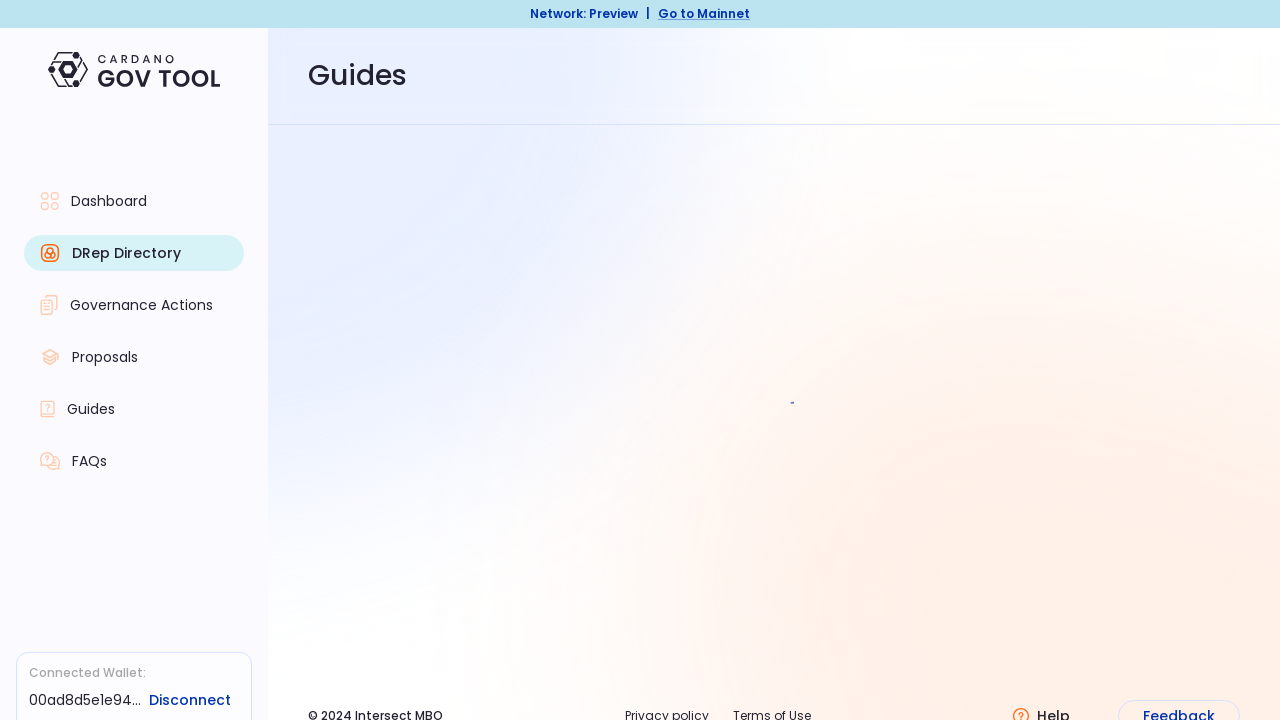 Network: Preview | Go to Mainnet
CARDANO
GOV TOOL
Guides
Dashboard
DRep Directory
Governance Actions
Proposals
Guides
FAQs
Connected Wallet:
00ad8d5e1e94... Disconnect
© 2024 Intersect MBO
Privacy policy
Terms of Use
Help
Feedback